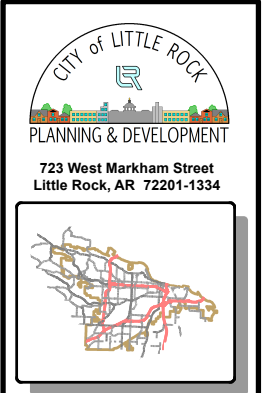 CITY of LITTLE ROCK
LR
PLANNING & DEVELOPMENT
723 West Markham Street
Little Rock, AR 72201-1334